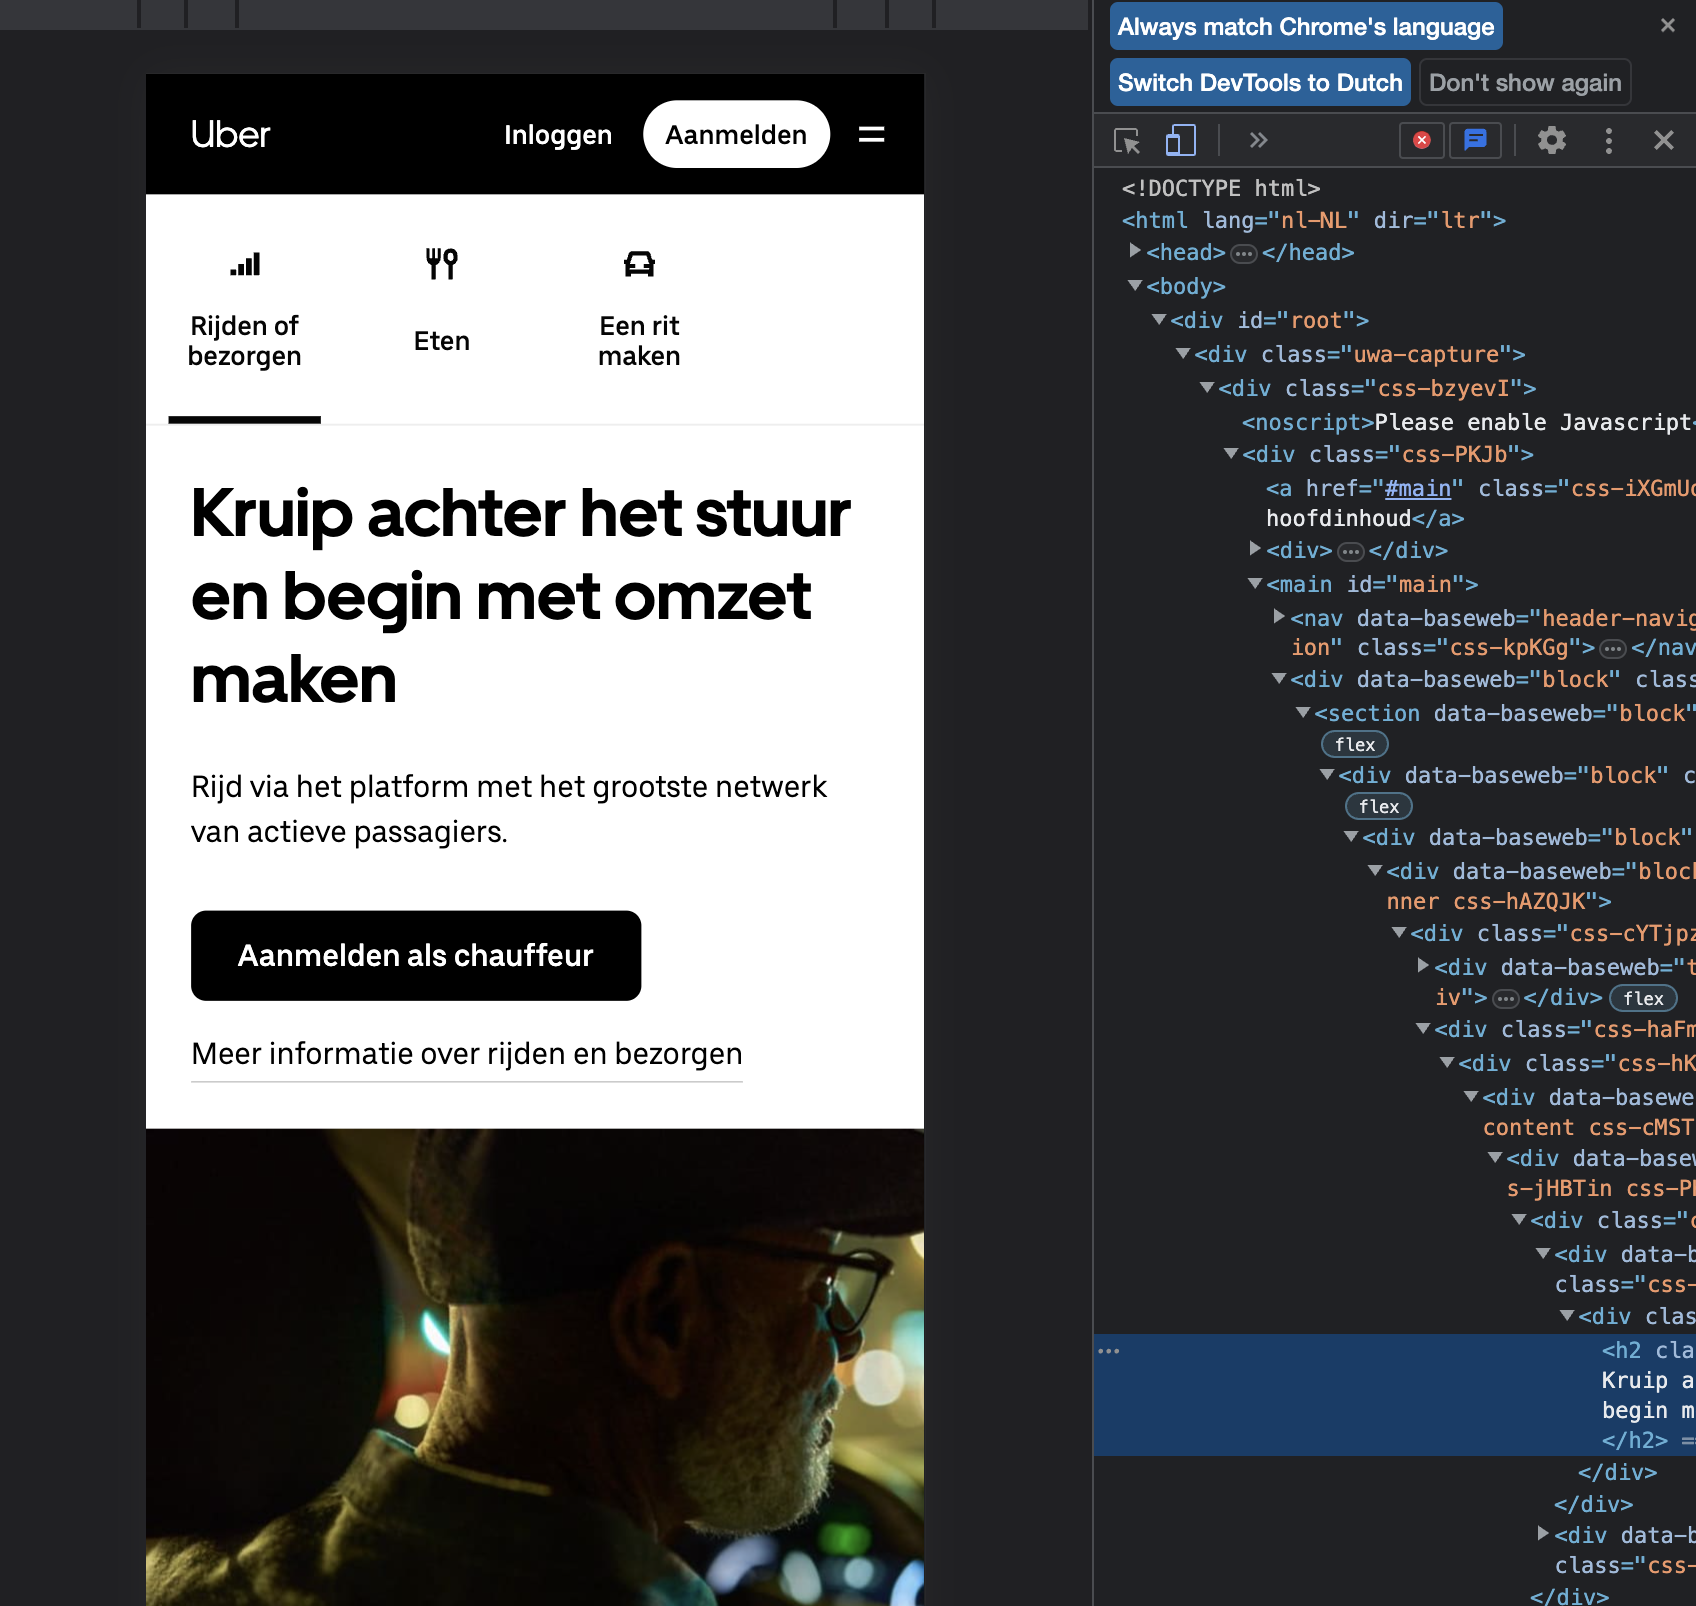 Uber
Inloggen
Aanmelden
Rijden of
bezorgen
Eten
Een rit
maken
Kruip achter het stuur
en begin met omzet
maken
Rijd via het platform met het grootste netwerk
van actieve passagiers.
Aanmelden als chauffeur
Meer informatie over rijden en bezorgen
Always match Chrome's language
Switch DevTools to Dutch
Don't show again
<!DOCTYPE html>
<html lang="nl-NL" dir="ltr">
<head> ••• </head>
<body>
<div id="root">
<div class="uwa-capture">
<div class="css-bzyevI">
<noscript>Please enable Javascript<
<div class="css-PKJb">
<a href="#main" class="css-iXGmUd
hoofdinhoud</a>
<div> ••• </div>
<main id="main">
<nav data-baseweb="header-navig
ion" class="css-kpKGg"> ••• </nav
<div data-baseweb="block" class
<section data-baseweb="block"
flex
<div data-baseweb="block" c
flex
<div data-baseweb="block"
<div data-baseweb="bloc
nner css-hAZQJK">
<div class="css-cYTjpz
<div data-baseweb="t
iv"> ••• </div> flex
<div class="css-haFm
<div class="css-hK
<div data-basewe
content css-cMST
<div data-basew
s-jHBTin css-P
<div class="c
<div data-b
class="css-
<div clas
<h2 cla
Kruip a
begin m
</h2> ==
</div>
</div>
<div data-b
class="css-
</div>